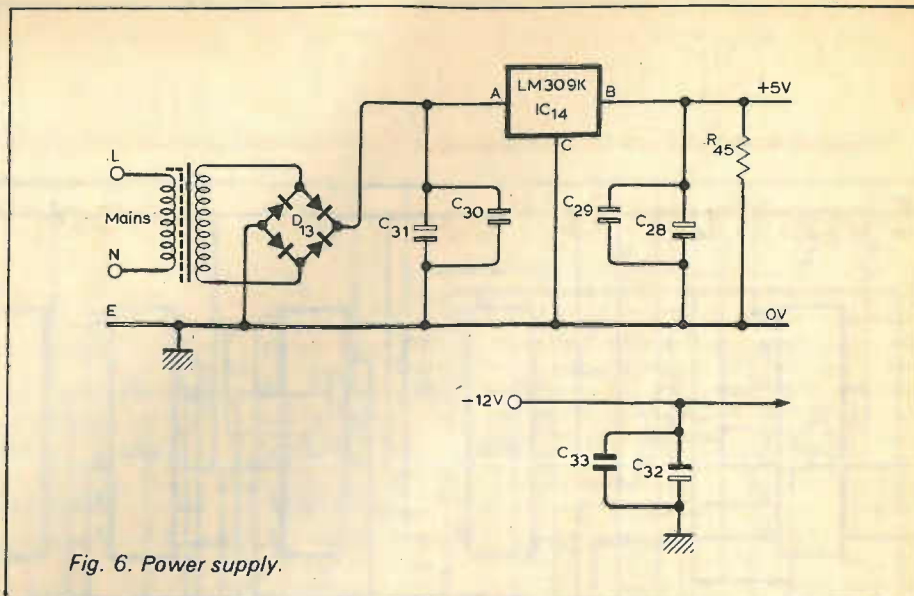 LM309K
A
B
IC14
C
+5V
R45
L
Mains
N
D13
C31
C30
C29
C28
E
0V
-12V
C33
C32
Fig. 6. Power supply.